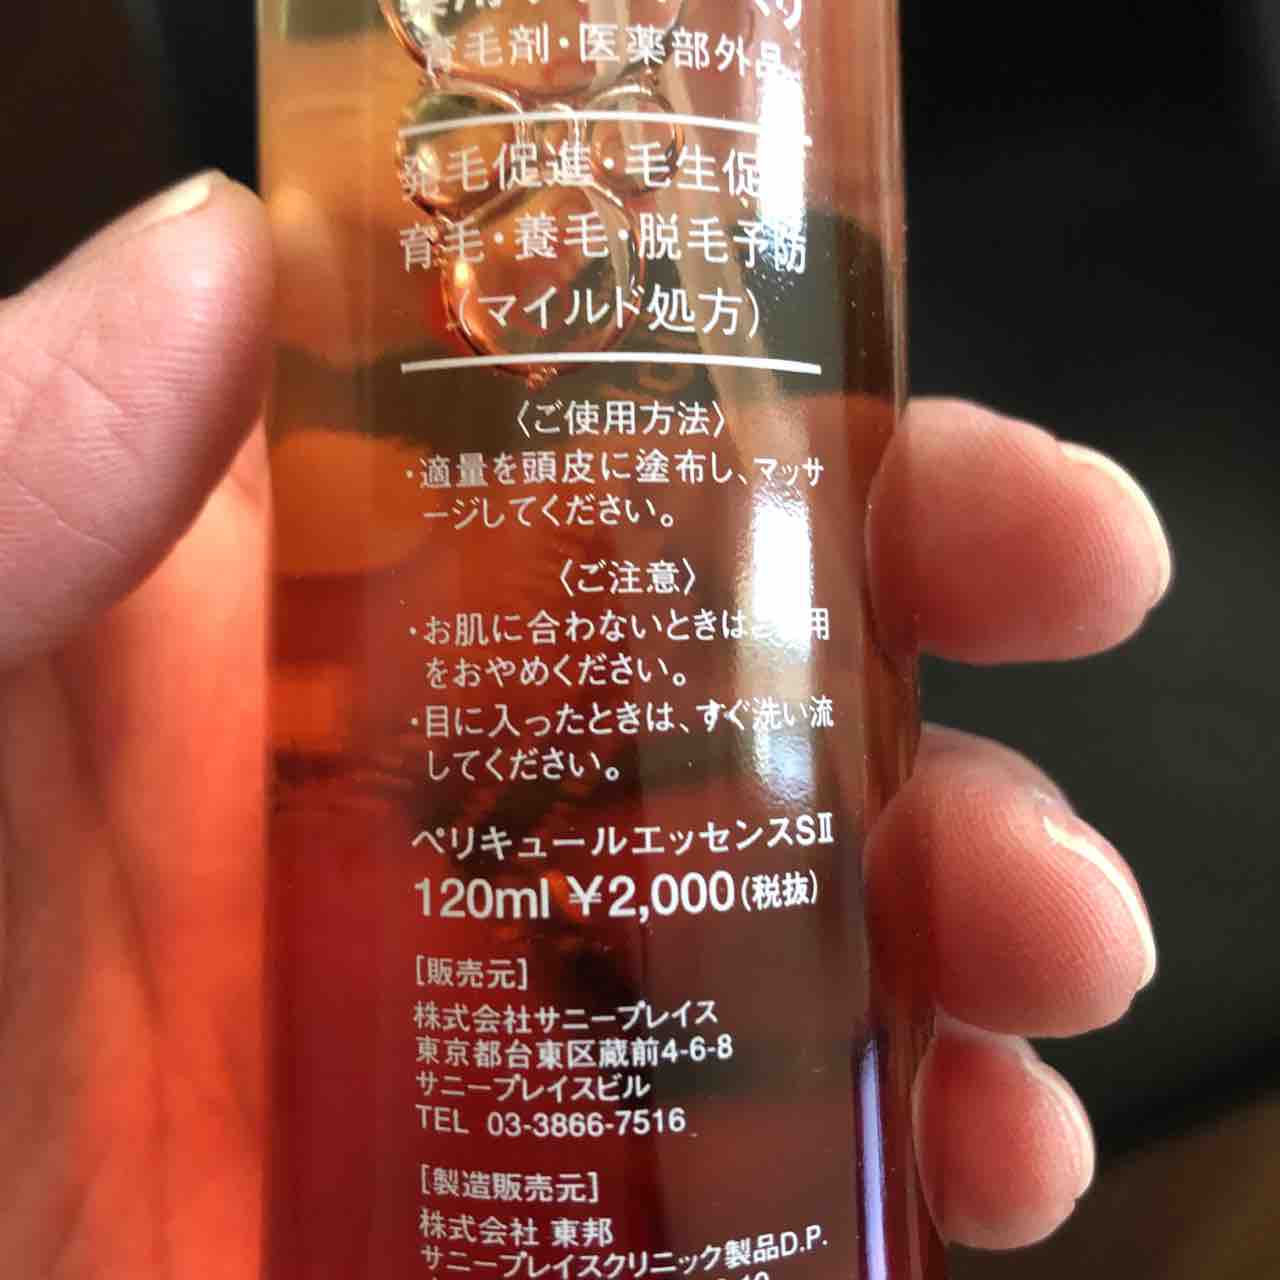 育毛剤・医薬部外品
発毛促進・毛生促
育毛・養毛・脱毛予防
(マイルド処方)
〈ご使用方法〉
・適量を頭皮に塗布し、マッサ
ージしてください。
〈ご注意〉
・お肌に合わないときはご使用
をおやめください。
・目に入ったときは、すぐ洗い流
してください。
ペリキュールエッセンスSⅡ
120ml ¥2,000(税抜)
[販売元]
株式会社サニープレイス
東京都台東区蔵前4-6-8
サニープレイスビル
TEL 03-3866-7516
[製造販売元]
株式会社 東邦
サニープレイスクリニック製品D.P.